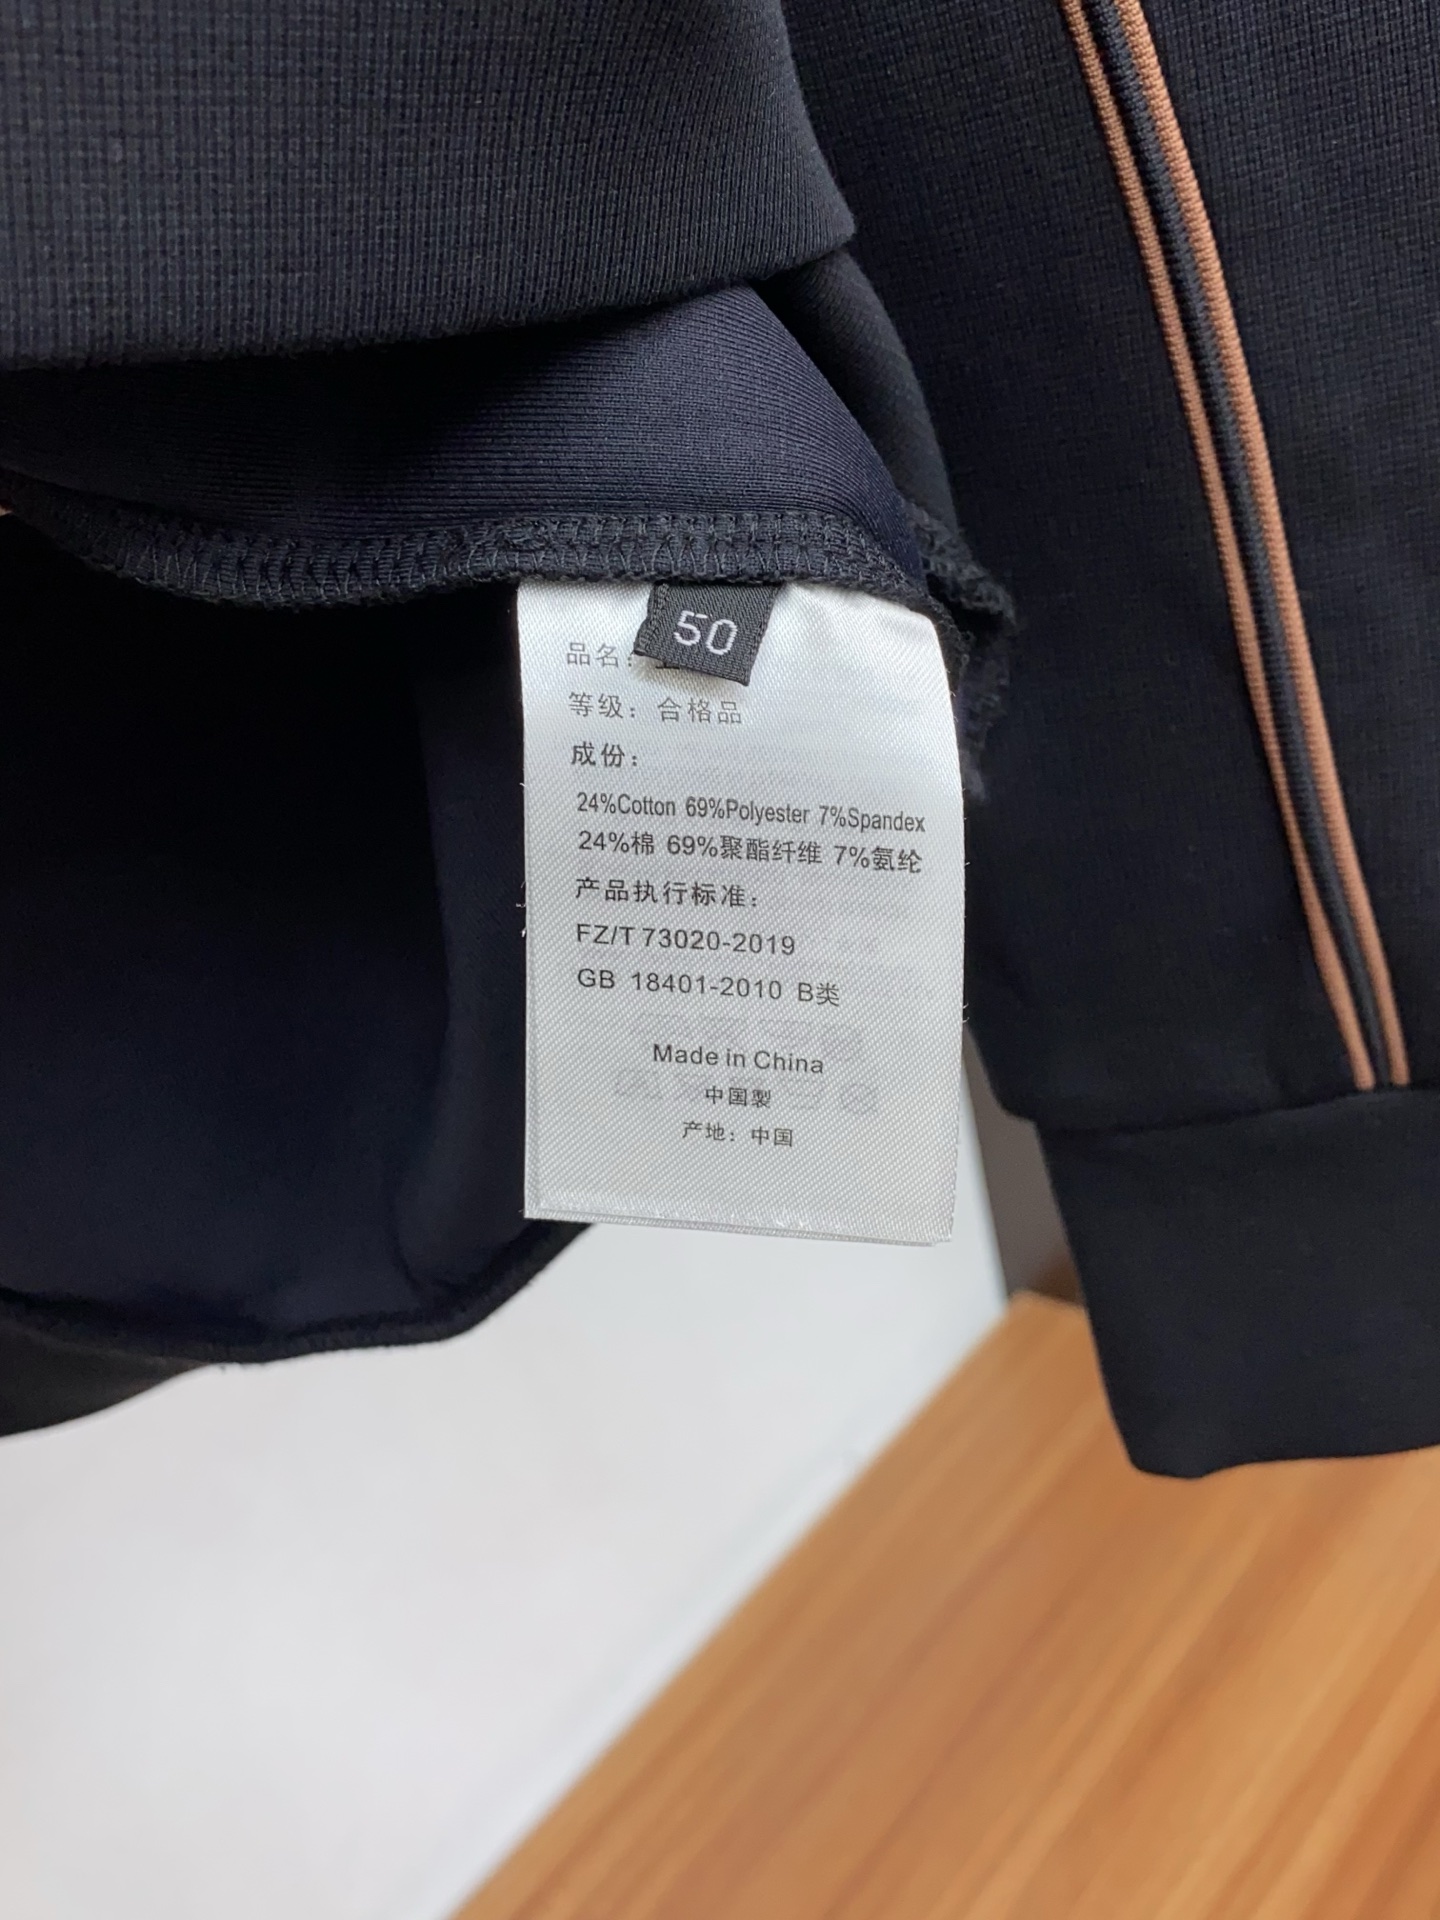 50
品名:
等级: 合格品
成份:
24%Cotton 69%Polyester 7%Spandex
24%棉 69%聚酯纤维 7%氨纶
产品执行标准:
FZ/T 73020-2019
GB 18401-2010 B类
Made in China
中国製
产地: 中国